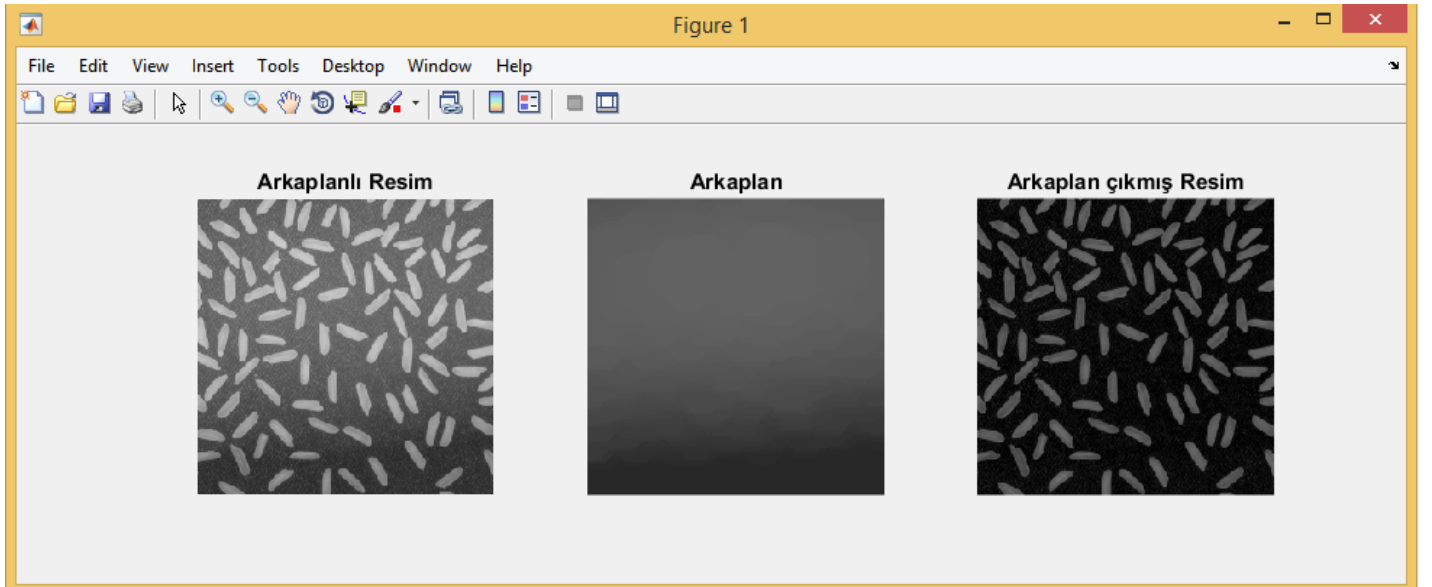 Figure 1
File Edit View Insert Tools Desktop Window Help
Arkaplanlı Resim
Arkaplan
Arkaplan çıkmış Resim